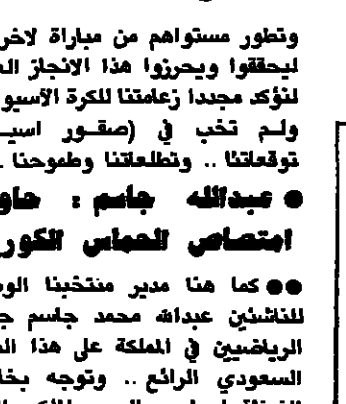 وتطور مستواهم من مباراة لاخر
ليحققوا ويحرزوا هذا الانجاز
لنؤكد مجددا زعامتنا للكرة الآسيو
ولم تخب في (صقور اسيـ
توقعاتنا .. وتطلعاتنا وطموحنا .
● عبدالله جاسم : حاو
امتصاص الحماس الكور
●● كما هنا مدير منتخبنا الو
للناشئين عبدالله محمد جاسم
الرياضيين في المملكة على هذا
السعودي الرائع .. وتوجه